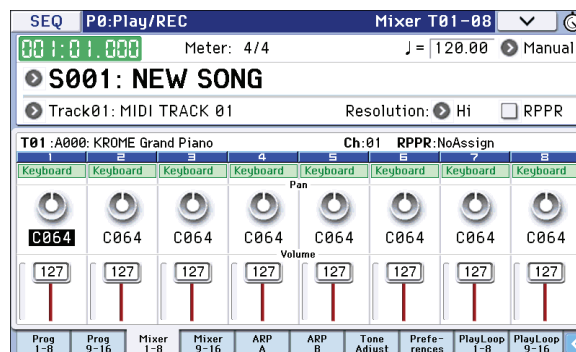 SEQ P0:Play/REC Mixer T01-08
001:01.000 Meter: 4/4 ♩= 120.00 Manual
S001: NEW SONG
Track01: MIDI TRACK 01 Resolution: Hi RPPR
T01 :A000: KROME Grand Piano Ch:01 RPPR:NoAssign
1 2 3 4 5 6 7 8
Keyboard Keyboard Keyboard Keyboard Keyboard Keyboard Keyboard Keyboard
Pan
C064 C064 C064 C064 C064 C064 C064 C064
Volume
127 127 127 127 127 127 127 127
Prog Prog Mixer Mixer ARP ARP Tone Prefe- PlayLoop PlayLoop
1-8 9-16 1-8 9-16 A B Adjust rences 1-8 9-16